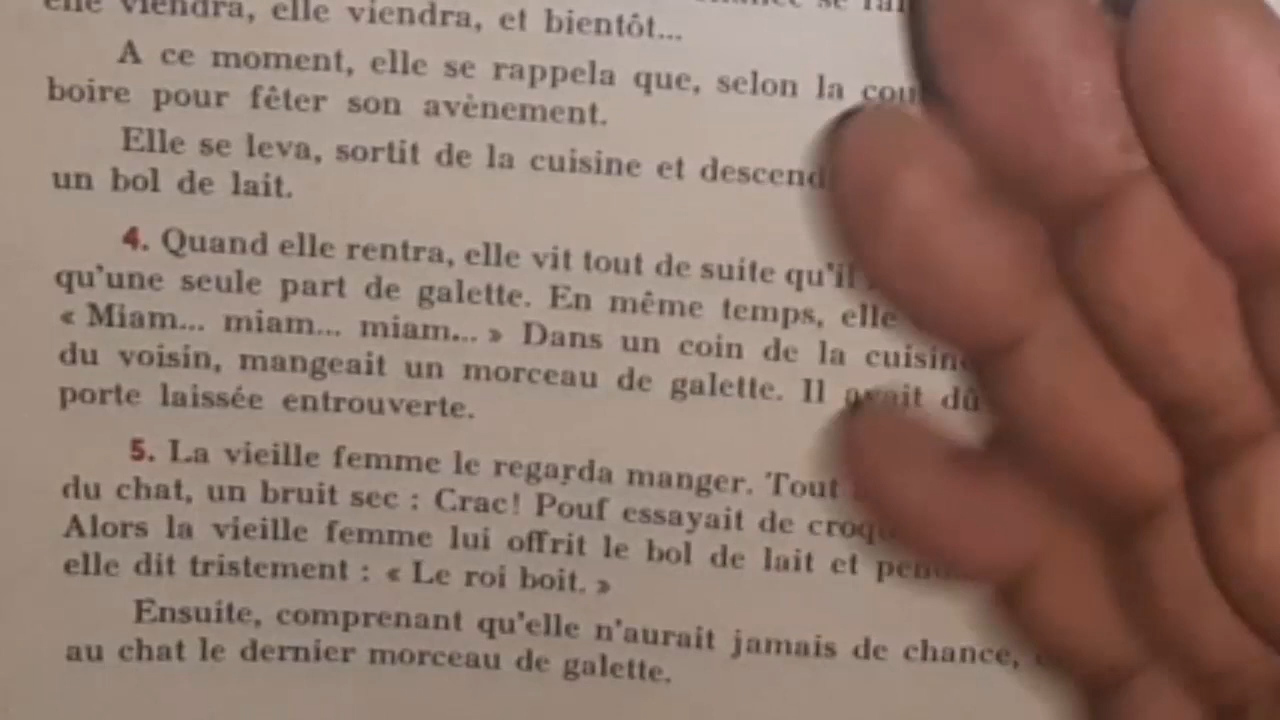 elle viendra, elle viendra, et bientôt...
A ce moment, elle se rappela que, selon la
boire pour fêter son avènement.
Elle se leva, sortit de la cuisine et
un bol de lait.
4. Quand elle rentra, elle vit tout de suite qu'il
qu'une seule part de galette. En même temps, elle
« Miam... miam... miam... » Dans un coin de la
du voisin, mangeait un morceau de galette. Il avait dû
porte laissée entrouverte.
5. La vieille femme le regarda manger. Tout
du chat, un bruit sec : Crac! Pouf essayait de
Alors la vieille femme lui offrit le bol de lait et
elle dit tristement : « Le roi boit. »
Ensuite, comprenant qu'elle n'aurait jamais de chance,
au chat le dernier morceau de galette.